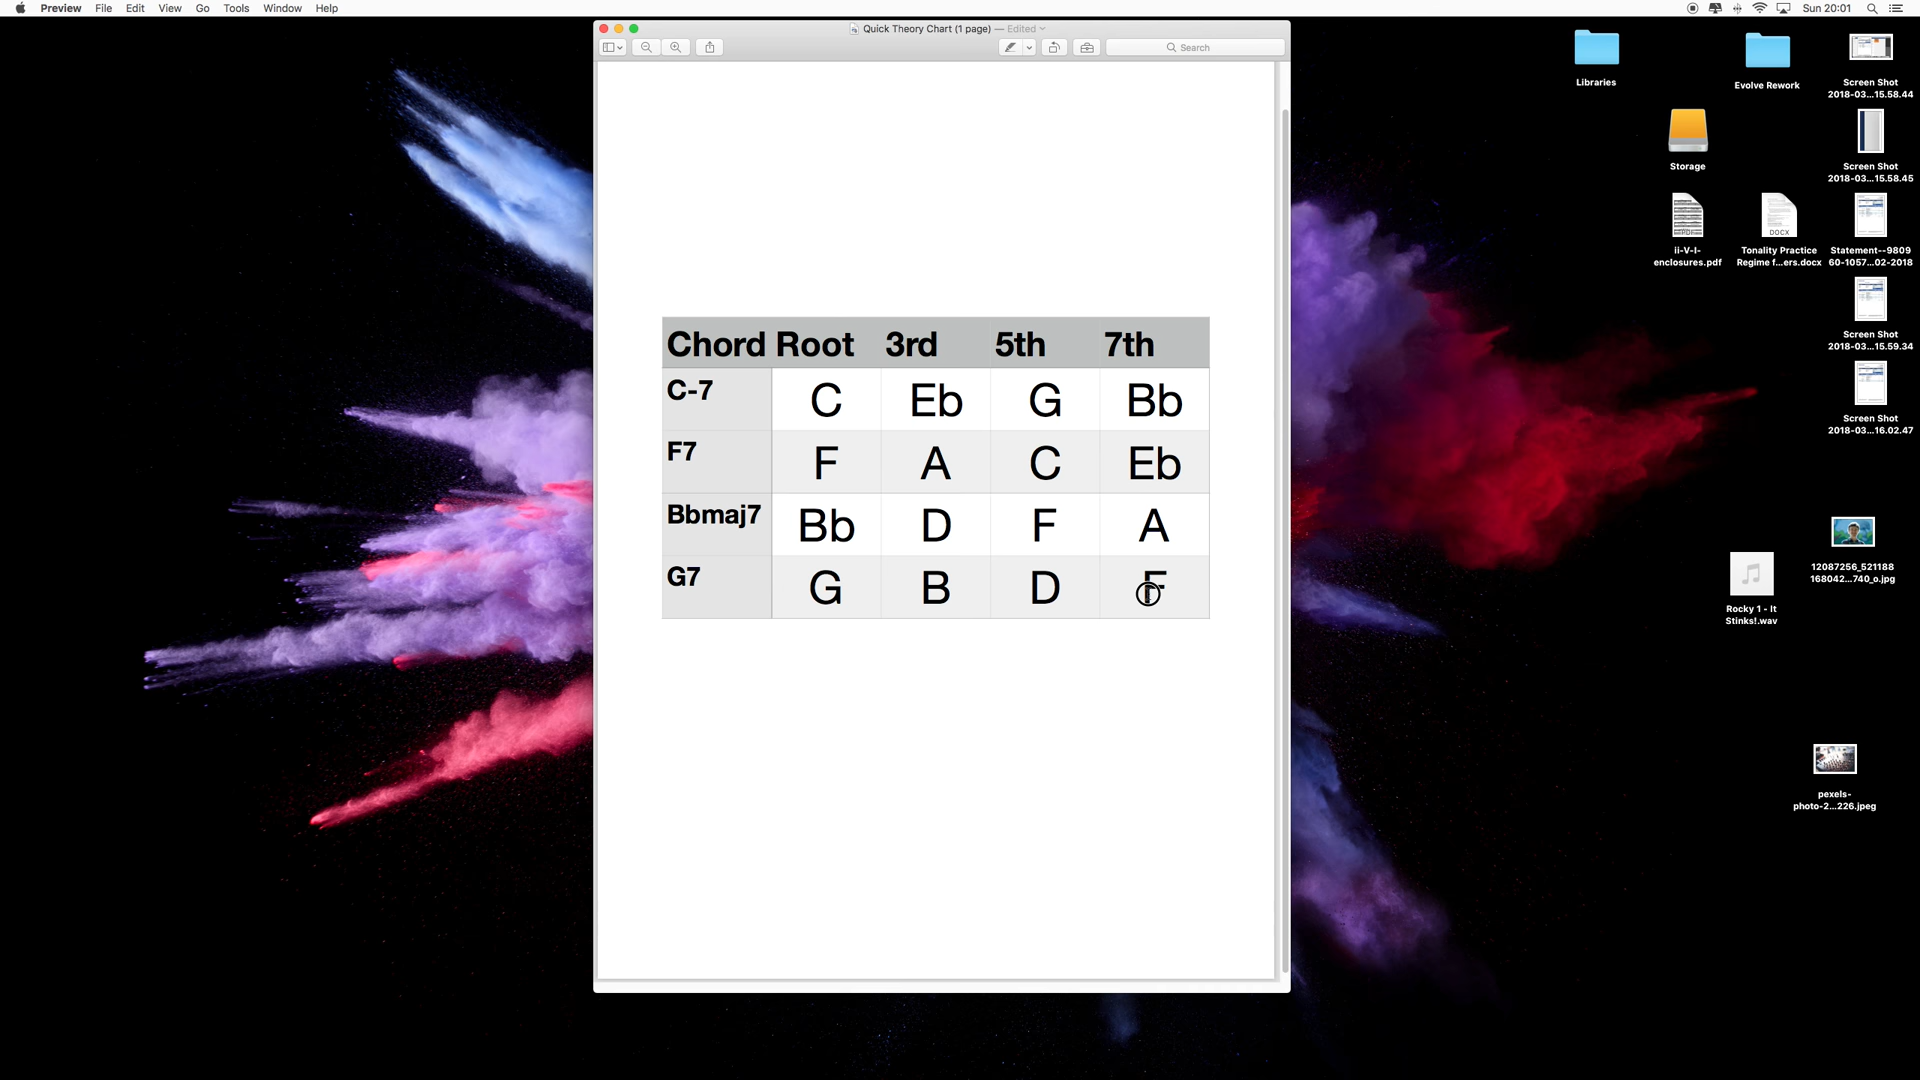 Preview File Edit View Go Tools Window Help
Sun 20:01
Quick Theory Chart (1 page) — Edited
Search
Chord Root 3rd 5th 7th
C-7 C Eb G Bb
F7 F A C Eb
Bbmaj7 Bb D F A
G7 G B D F
Libraries
Evolve Rework
Screen Shot
2018-03...15.58.44
Storage
Screen Shot
2018-03...15.58.45
ii-V-I-
enclosures.pdf
DOCX
Tonality Practice
Regime f...ers.docx
Statement--9809
60-1057...02-2018
Screen Shot
2018-03...15.59.34
Screen Shot
2018-03...16.02.47
12087256_521188
168042...740_o.jpg
Rocky 1 - It
Stinks!.wav
pexels-
photo-2...226.jpeg